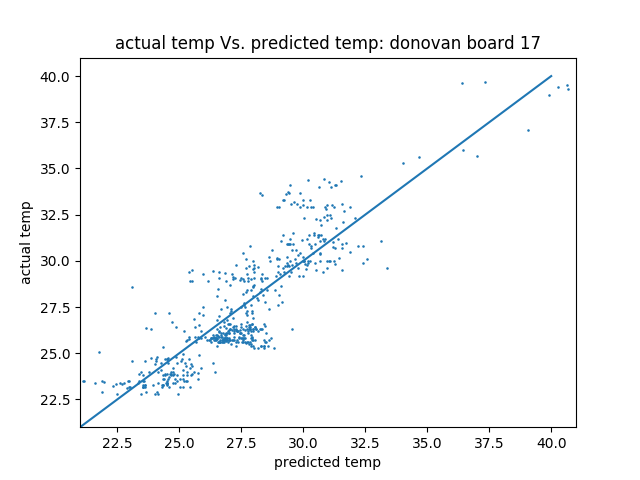 actual temp Vs. predicted temp: donovan board 17
40.0
37.5
35.0
32.5
30.0
27.5
25.0
22.5
actual temp
22.5 25.0 27.5 30.0 32.5 35.0 37.5 40.0
predicted temp